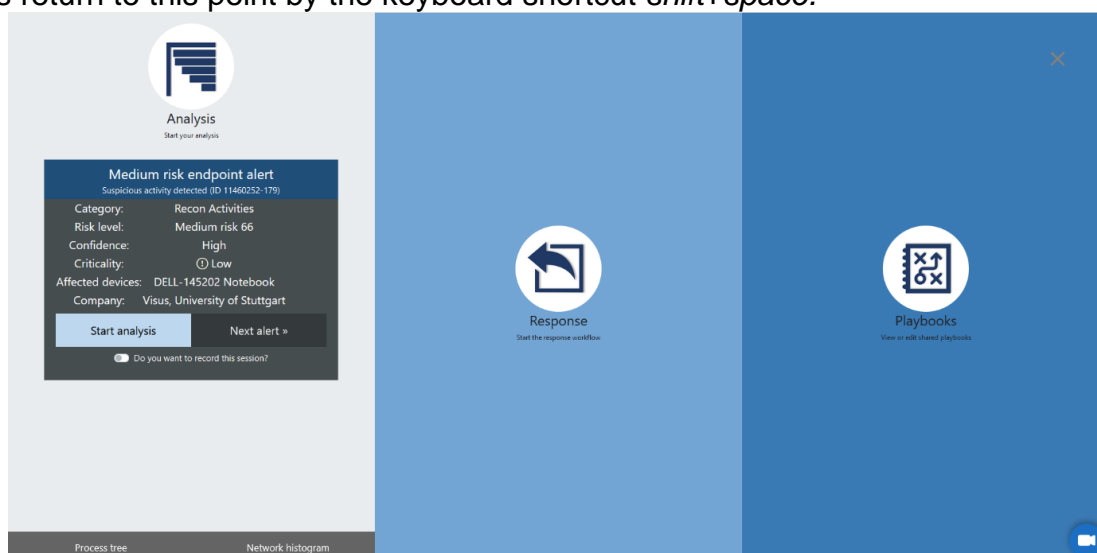 s return to this point by the keyboard shortcut shift+space.
Analysis
Start your analysis
Medium risk endpoint alert
Suspicious activity detected (ID 11460252-179)
Category: Recon Activities
Risk level: Medium risk 66
Confidence: High
Criticality: Low
Affected devices: DELL-145202 Notebook
Company: Visus, University of Stuttgart
Start analysis Next alert »
Do you want to record this session?
Process tree Network histogram
Response
Start the response workflow
Playbooks
View or edit shared playbooks